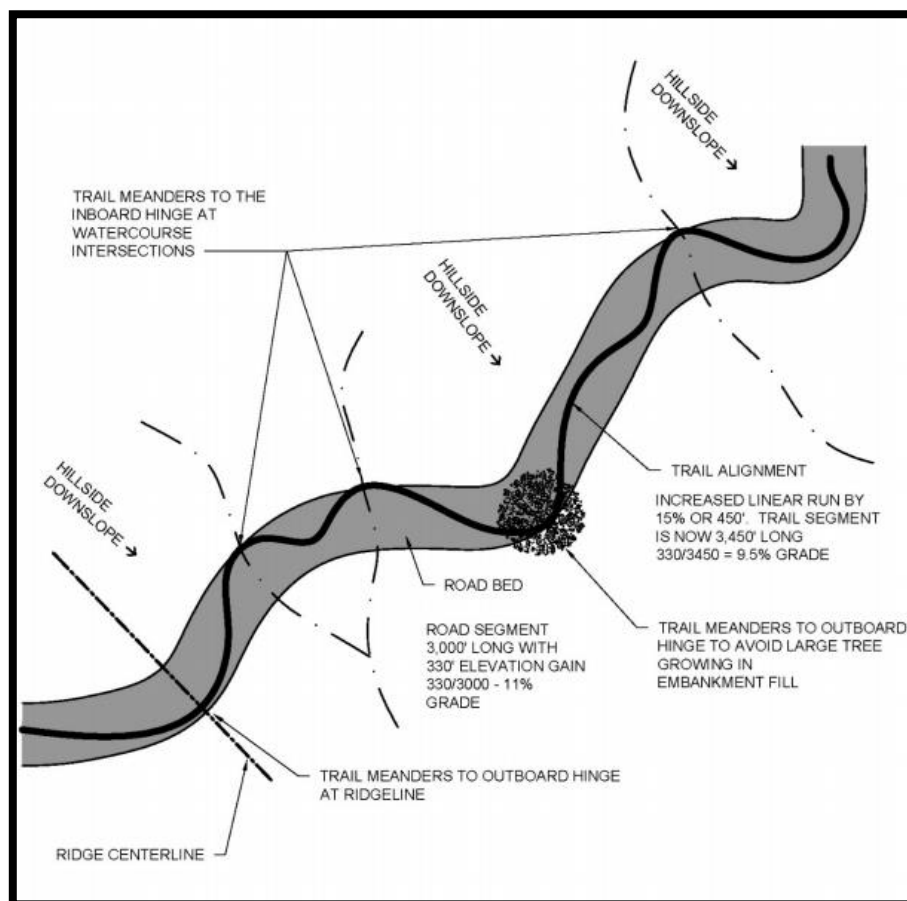 HILLSIDE
DOWNSLOPE →
TRAIL MEANDERS TO THE
INBOARD HINGE AT
WATERCOURSE
INTERSECTIONS
HILLSIDE
DOWNSLOPE →
HILLSIDE
DOWNSLOPE →
TRAIL ALIGNMENT
INCREASED LINEAR RUN BY
15% OR 450'. TRAIL SEGMENT
IS NOW 3,450' LONG
330/3450 = 9.5% GRADE
ROAD BED
ROAD SEGMENT
3,000' LONG WITH
330' ELEVATION GAIN
330/3000 - 11%
GRADE
TRAIL MEANDERS TO OUTBOARD
HINGE TO AVOID LARGE TREE
GROWING IN
EMBANKMENT FILL
TRAIL MEANDERS TO OUTBOARD HINGE
AT RIDGELINE
RIDGE CENTERLINE